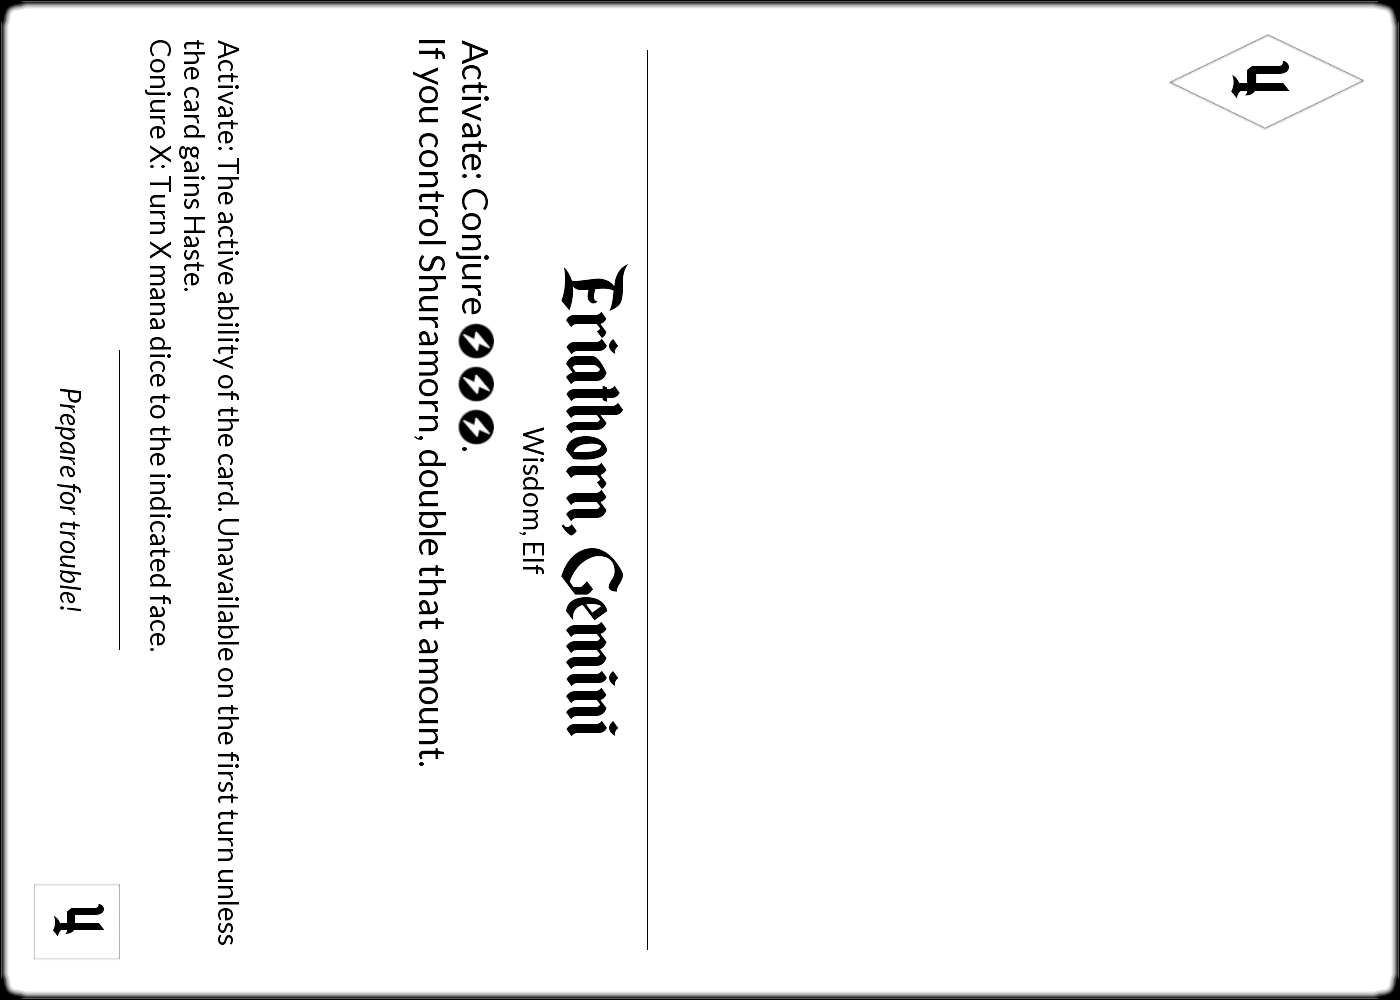 4
Eriathorn, Gemini
Wisdom, Elf
Activate: Conjure .
If you control Shuramorn, double that amount.
Activate: The active ability of the card. Unavailable on the first turn unless
the card gains Haste.
Conjure X: Turn X mana dice to the indicated face.
Prepare for trouble!
4